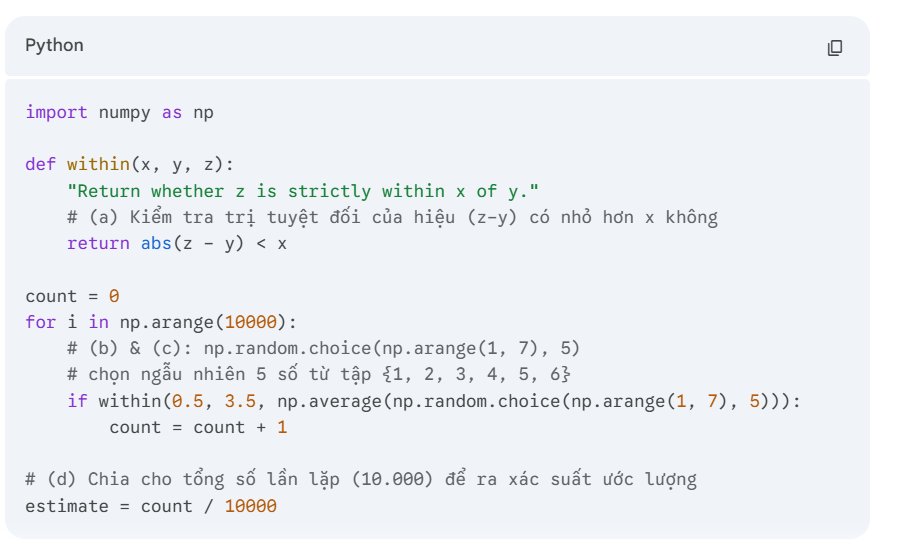 Python
import numpy as np
def within(x, y, z):
    "Return whether z is strictly within x of y."
    # (a) Kiểm tra trị tuyệt đối của hiệu (z-y) có nhỏ hơn x không
    return abs(z - y) < x
count = 0
for i in np.arange(10000):
    # (b) & (c): np.random.choice(np.arange(1, 7), 5)
    # chọn ngẫu nhiên 5 số từ tập {1, 2, 3, 4, 5, 6}
    if within(0.5, 3.5, np.average(np.random.choice(np.arange(1, 7), 5))):
        count = count + 1
# (d) Chia cho tổng số lần lặp (10.000) để ra xác suất ước lượng
estimate = count / 10000